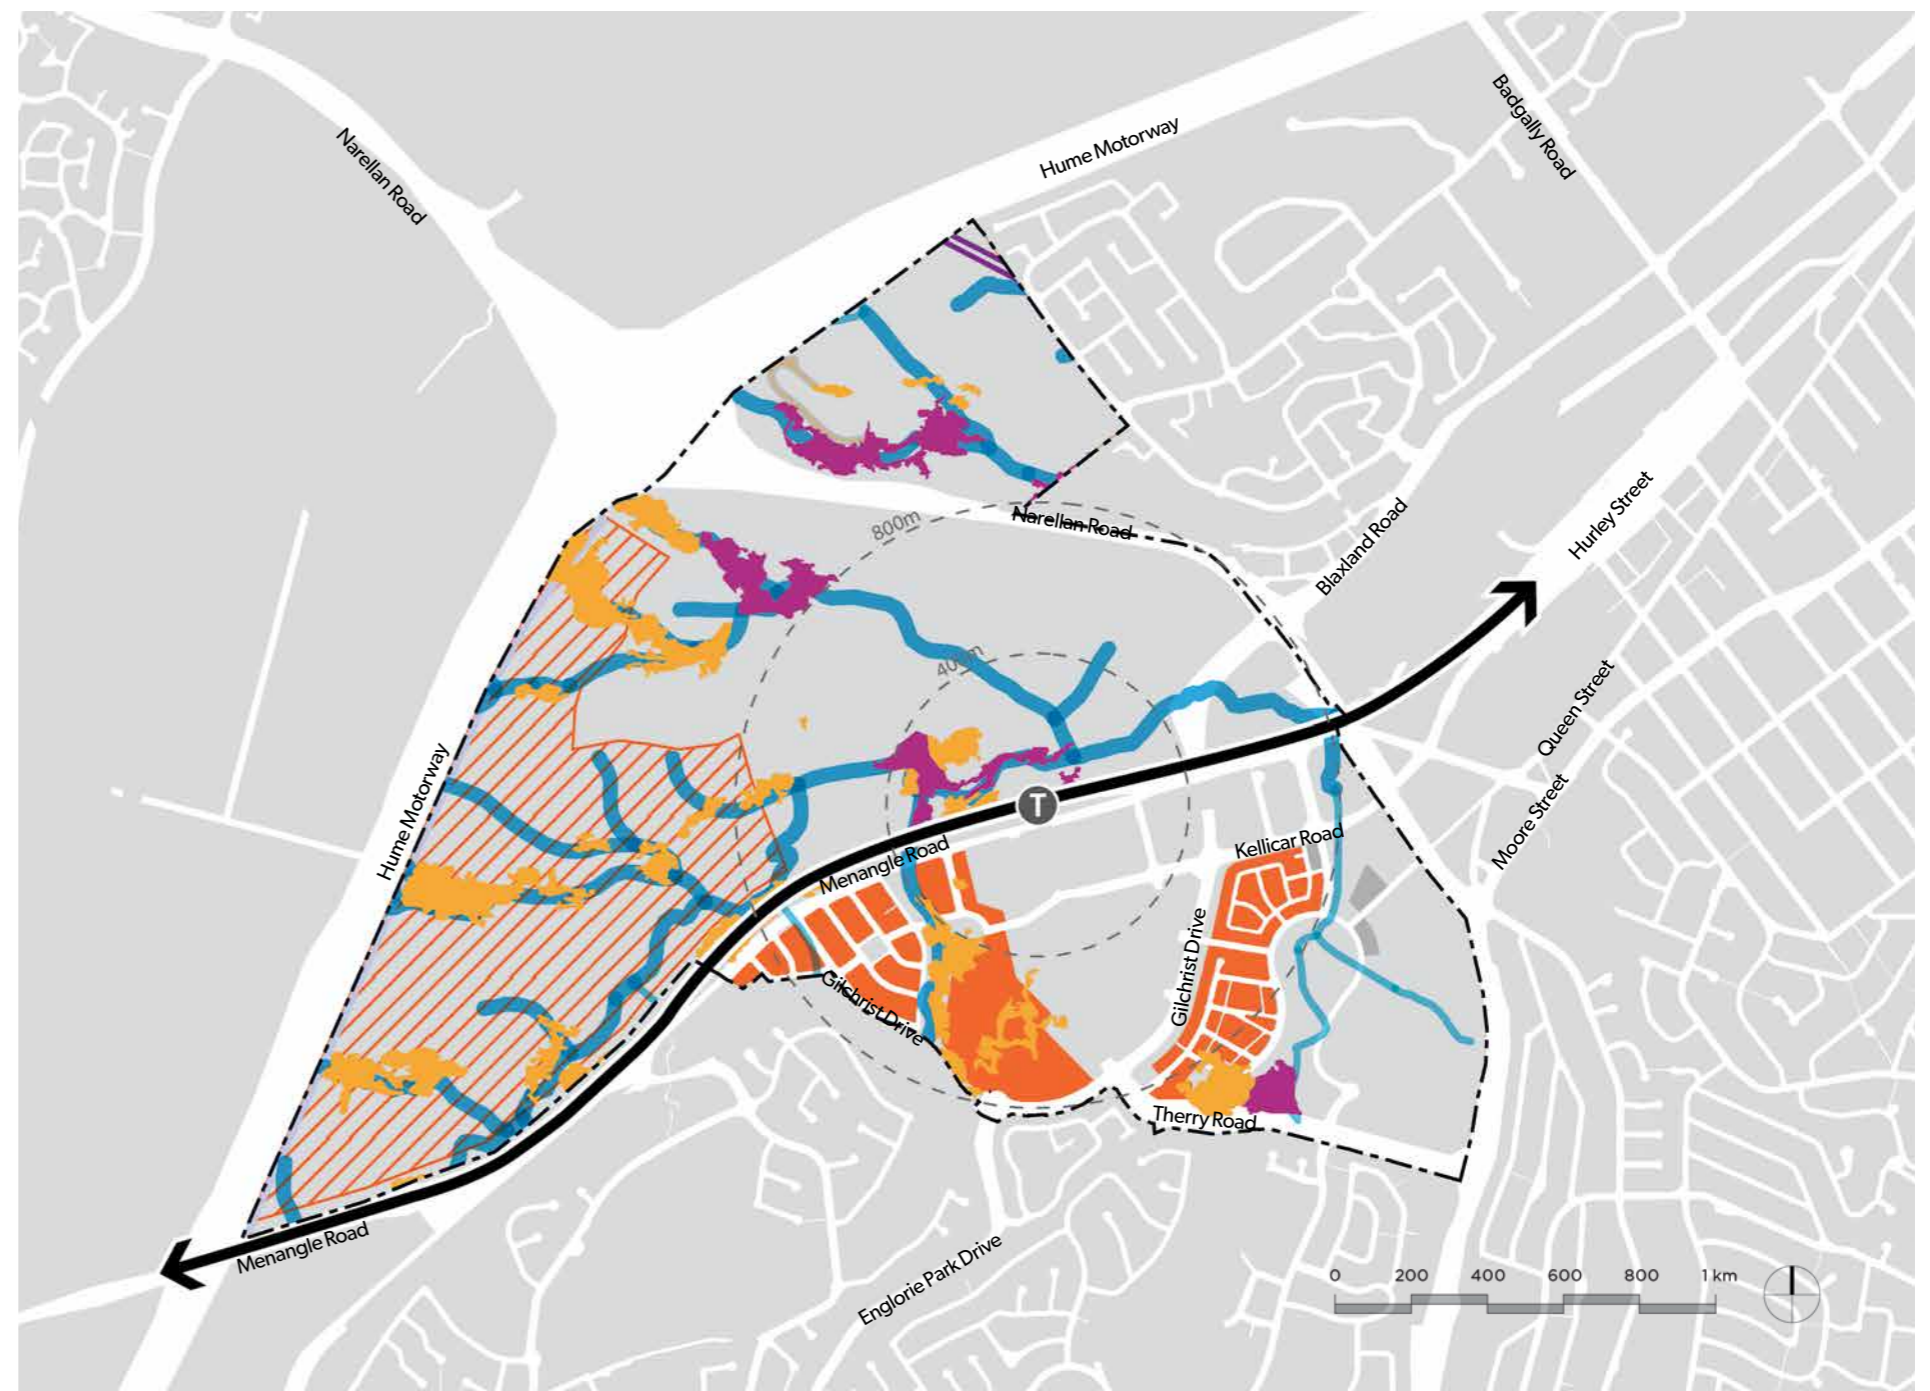 Badgally Road
Hume Motorway
Narellan Road
Hurley Street
800m
Narellan Road
Blaxland Road
400m
Queen Street
Hume Motorway
T
Moore Street
Kellicar Road
Menangle Road
Gilchrist Drive
Gilchrist Drive
Therry Road
Menangle Road
Englorie Park Drive
0 200 400 600 800 1 km